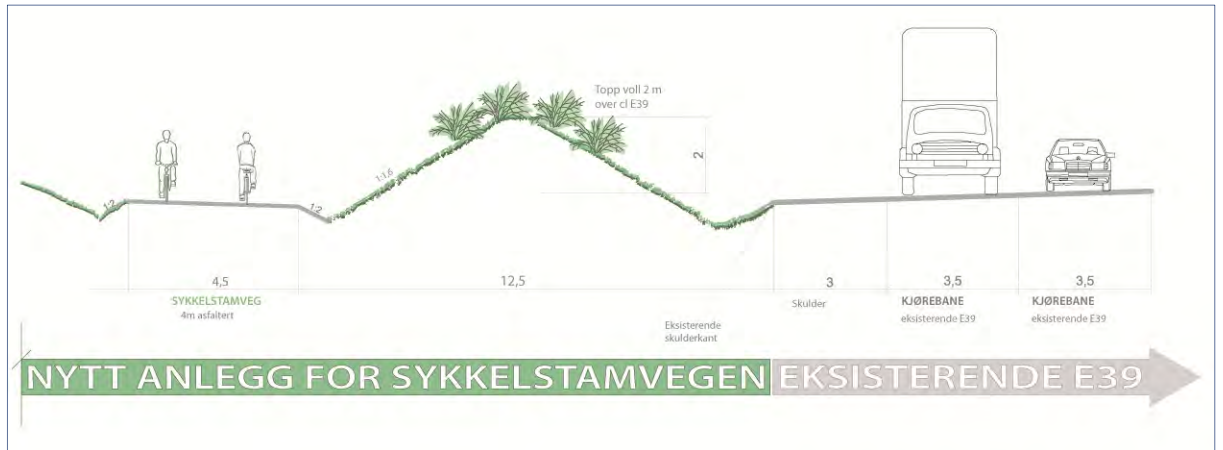 Topp voll 2 m
over cl E39
2
1:2
1:2
1:1,5
4,5
12,5
3
3,5
3,5
SYKKELSTAMVEG
4m asfaltert
Skulder
KJØREBANE
eksisterende E39
KJØREBANE
eksisterende E39
Eksisterende
skulderkant
NYTT ANLEGG FOR SYKKELSTAMVEGEN
EKSISTERENDE E39